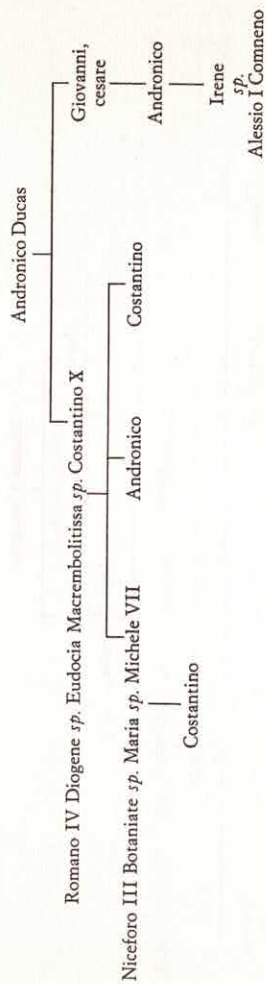 Andronico Ducas
Romano IV Diogene sp. Eudocia Macrembolitissa sp. Costantino X
Giovanni,
cesare
Niceforo III Botaniate sp. Maria sp. Michele VII
Andronico
Costantino
Andronico
Costantino
Irene
sp.
Alessio I Comneno